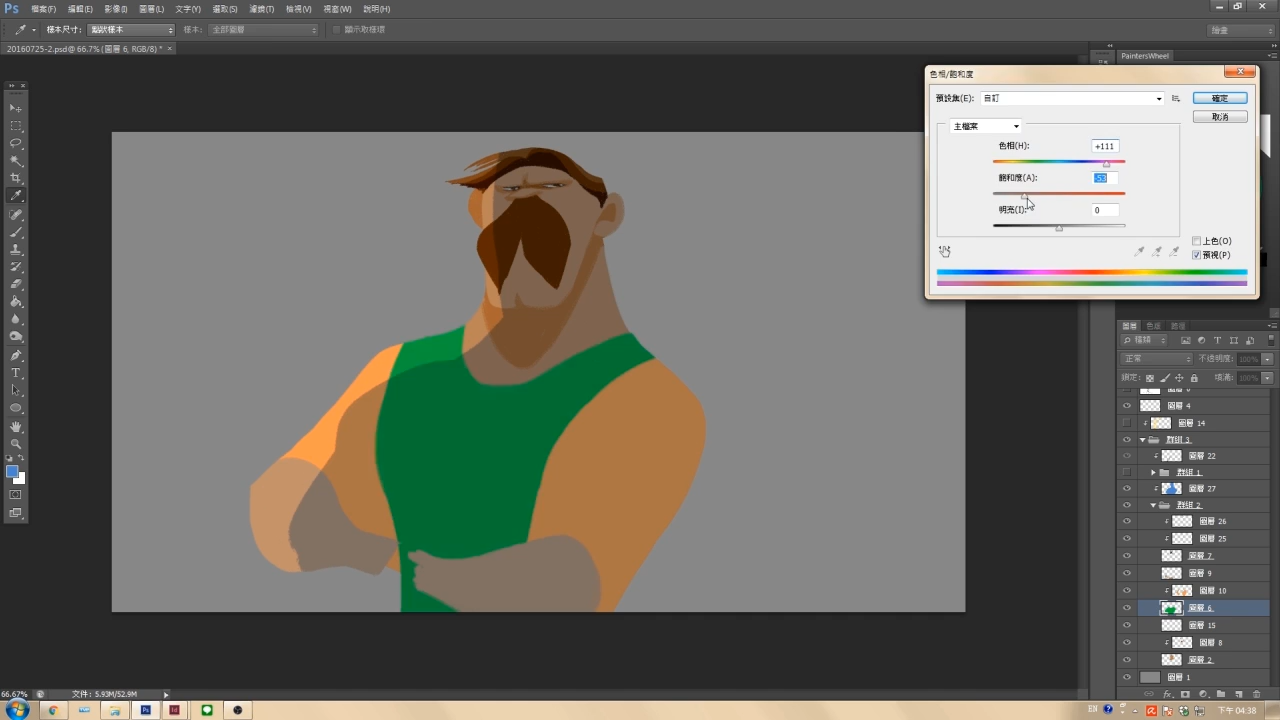 Ps 檔案(F) 編輯(E) 影像(I) 圖層(L) 文字(Y) 選取(S) 濾鏡(T) 檢視(V) 視窗(W) 說明(H)
樣本尺寸: 點狀樣本 樣本: 全部圖層 顯示取樣環 繪畫
20160725-2.psd @ 66.7% (圖層 6, RGB/8) * ×
PaintersWheel
色相/飽和度
預設集(E): 自訂 確定
取消
主檔案
色相(H): +111
飽和度(A): -53
明亮(I): 0
上色(O)
預視(P)
圖層 色版 路徑
種類
正常 不透明度: 100%
鎖定: 填滿: 100%
圖層 4
圖層 14
群組 3
圖層 22
群組 1
圖層 27
群組 2
圖層 26
圖層 25
圖層 7
圖層 9
圖層 10
圖層 6
圖層 15
圖層 8
圖層 2
圖層 1
66.67% 文件: 5.93M/52.9M
EN 下午 04:38